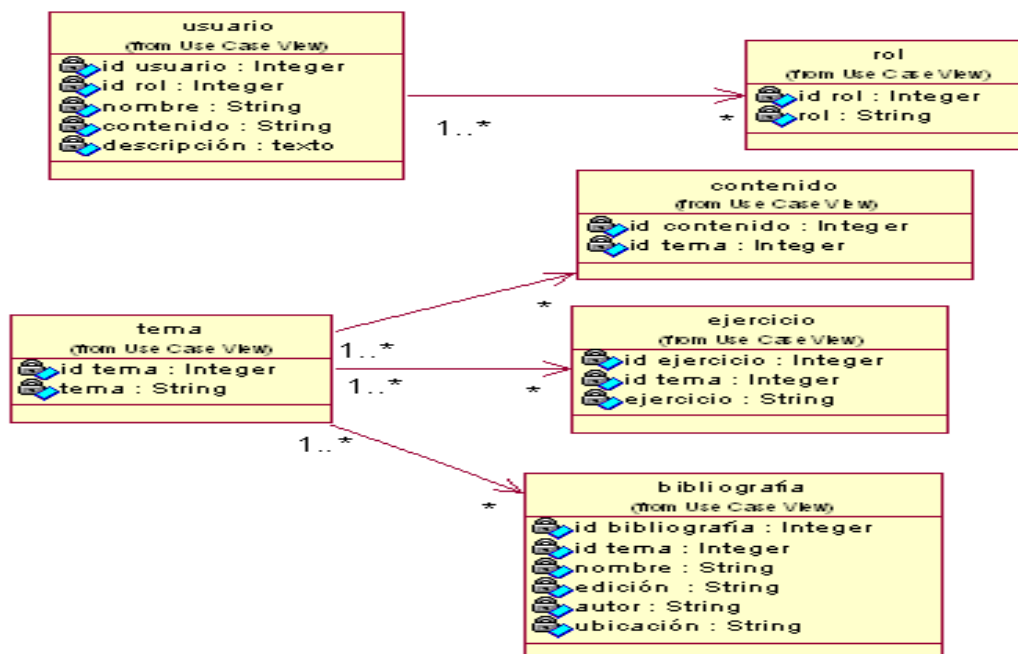 usuario
(from Use Case View)
id usuario : Integer
id rol : Integer
nombre : String
contenido : String
descripción : texto
1..*
*
rol
(from Use Case View)
id rol : Integer
rol : String
contenido
(from Use Case View)
id contenido : Integer
id tema : Integer
tema
(from Use Case View)
id tema : Integer
tema : String
1..*
*
1..*
*
1..*
*
ejercicio
(from Use Case View)
id ejercicio : Integer
id tema : Integer
ejercicio : String
bibliografía
(from Use Case View)
id bibliografía : Integer
id tema : Integer
nombre : String
edición : String
autor : String
ubicación : String